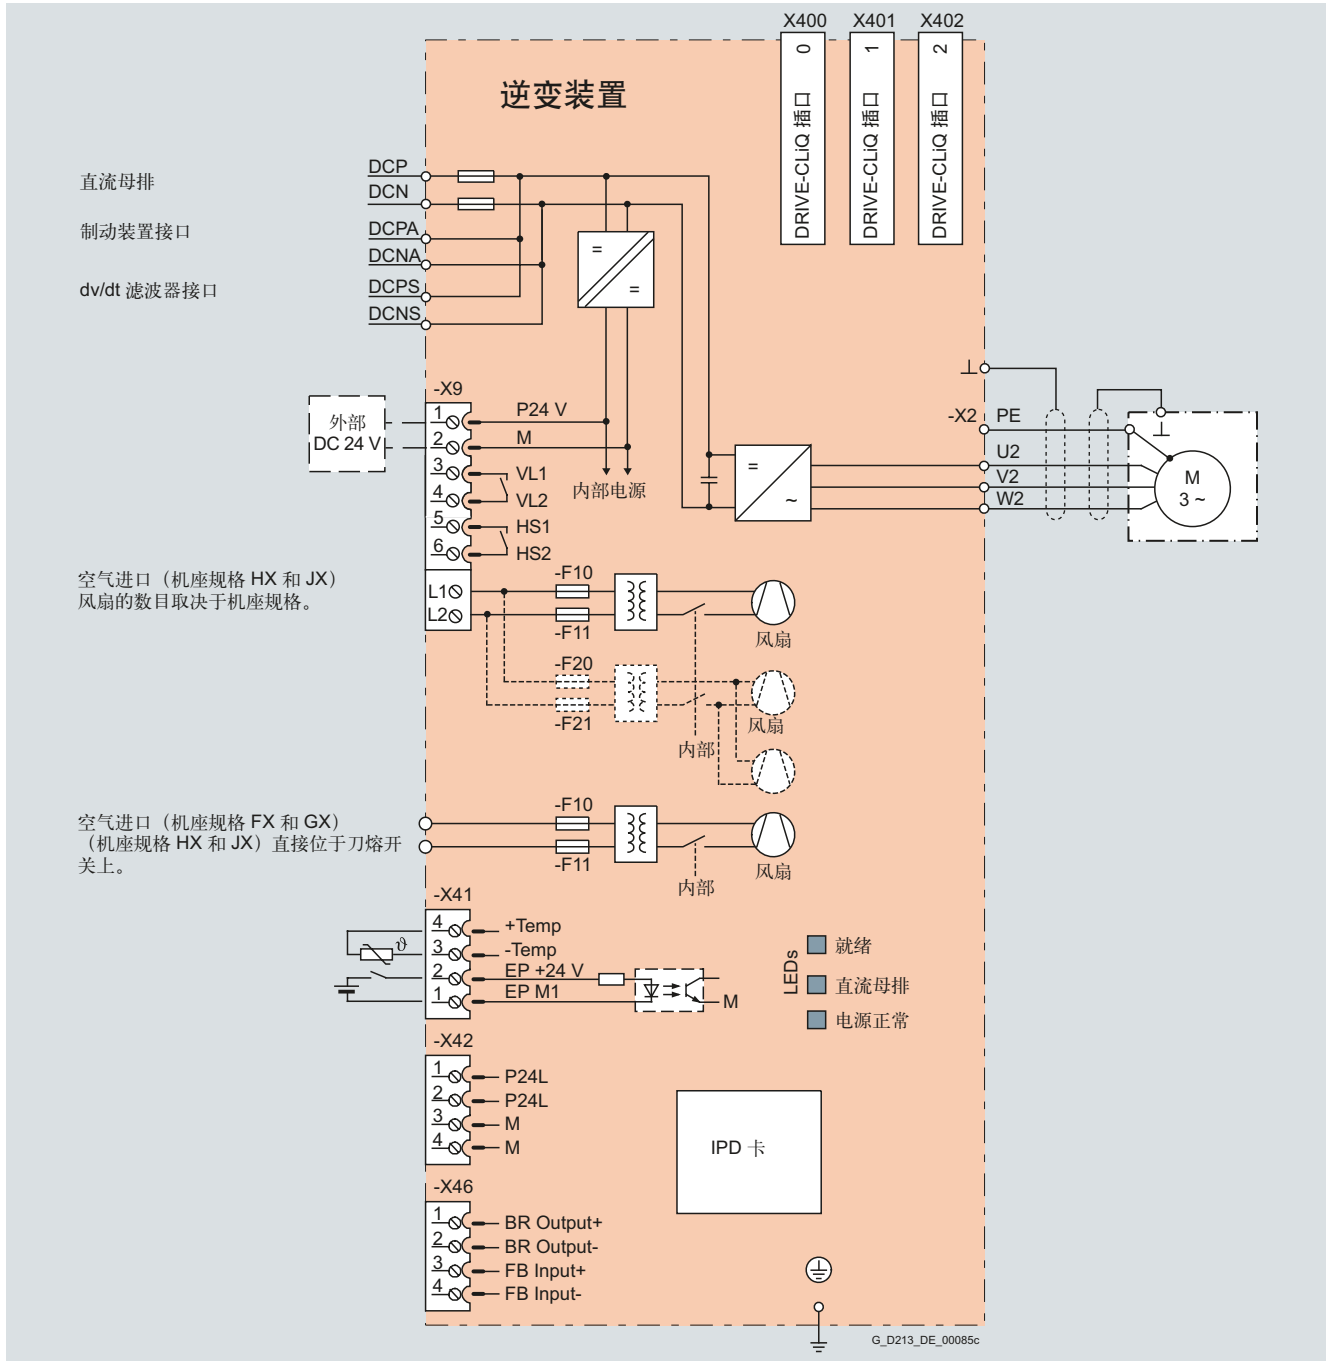 X400
X401
X402
DRIVE-CLiQ 插口 0
DRIVE-CLiQ 插口 1
DRIVE-CLiQ 插口 2
逆变装置
直流母排
DCP
DCN
制动装置接口
DCPA
DCNA
dv/dt 滤波器接口
DCPS
DCNS
=
=
-X9
外部
DC 24 V
1
P24 V
2
M
3
VL1
4
VL2
5
HS1
6
HS2
内部电源
=
~
-X2
PE
U2
V2
W2
M
3 ~
空气进口（机座规格 HX 和 JX）
风扇的数目取决于机座规格。
L1
L2
-F10
-F11
风扇
-F20
-F21
风扇
内部
空气进口（机座规格 FX 和 GX）
（机座规格 HX 和 JX）直接位于刀熔开
关上。
-F10
-F11
风扇
内部
-X41
4
+Temp
3
-Temp
2
EP +24 V
1
EP M1
ϑ
M
LEDs
就绪
直流母排
电源正常
-X42
1
P24L
2
P24L
3
M
4
M
IPD 卡
-X46
1
BR Output+
2
BR Output-
3
FB Input+
4
FB Input-
G_D213_DE_00085c